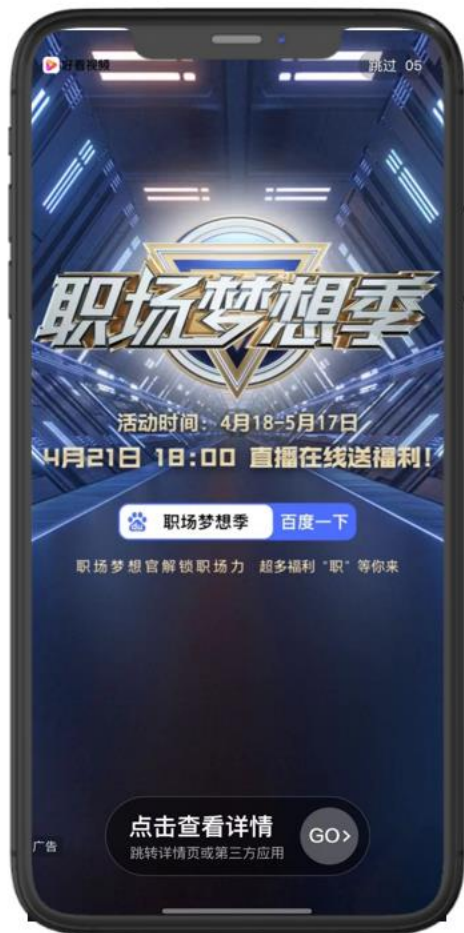 好看视频
跳过 05
职场梦想季
活动时间：4月18-5月17日
4月21日 18:00 直播在线送福利！
职场梦想季 百度一下
职场梦想官解锁职场力 超多福利“职”等你来
点击查看详情
跳转详情页或第三方应用
GO>
广告